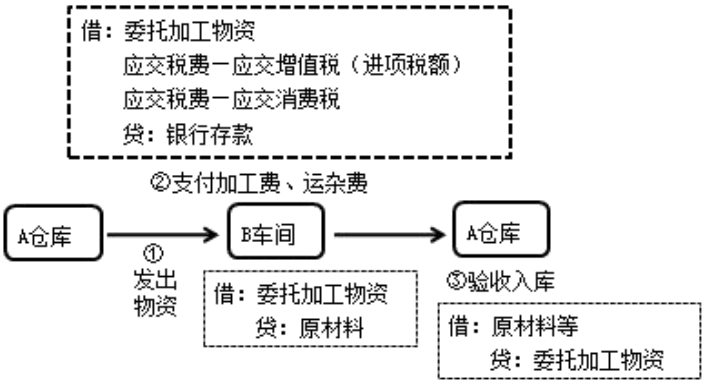 借：委托加工物资
应交税费－应交增值税（进项税额）
应交税费－应交消费税
贷：银行存款
②支付加工费、运杂费
A仓库
B车间
A仓库
①
发出
物资
借：委托加工物资
贷：原材料
③验收入库
借：原材料等
贷：委托加工物资